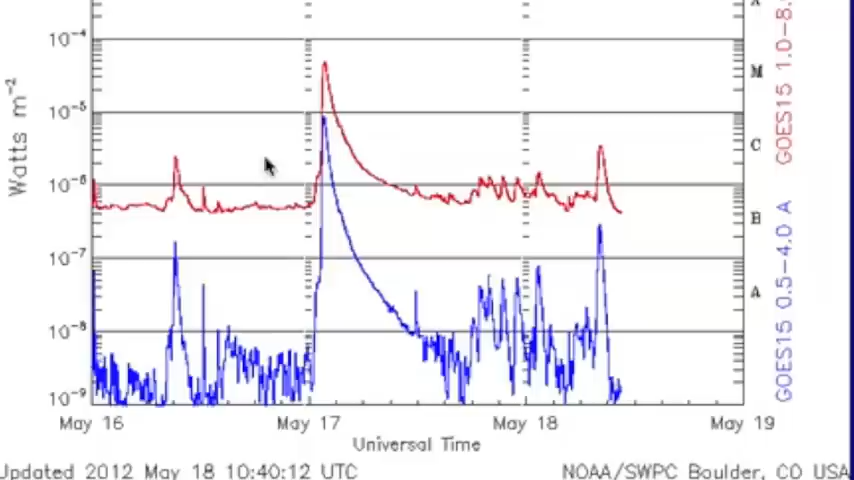 10⁻⁴
10⁻⁵
10⁻⁶
10⁻⁷
10⁻⁸
10⁻⁹
Watts m⁻²
M
C
B
A
GOES15 1.0-8.
GOES15 0.5-4.0 A
May 16
May 17
May 18
May 19
Universal Time
Updated 2012 May 18 10:40:12 UTC
NOAA/SWPC Boulder, CO USA